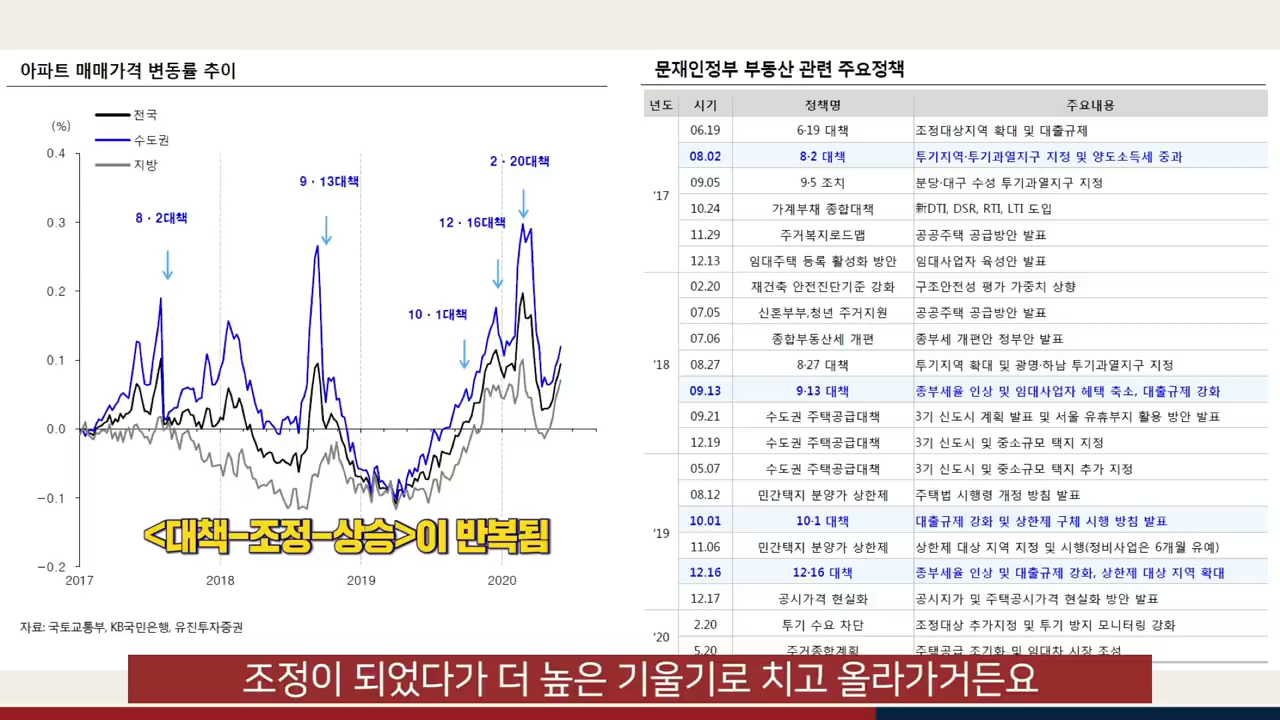 아파트 매매가격 변동률 추이
(%)
전국
수도권
지방
0.4
0.3
0.2
0.1
0.0
−0.1
−0.2
2017
2018
2019
2020
8 · 2대책
9 · 13대책
10 · 1대책
12 · 16대책
2 · 20대책
<대책-조정-상승>이 반복됨
자료: 국토교통부, KB국민은행, 유진투자증권
문재인정부 부동산 관련 주요정책
년도 시기 정책명 주요내용
'17
06.19 6·19 대책 조정대상지역 확대 및 대출규제
08.02 8·2 대책 투기지역·투기과열지구 지정 및 양도소득세 중과
09.05 9·5 조치 분당·대구 수성 투기과열지구 지정
10.24 가계부채 종합대책 新DTI, DSR, RTI, LTI 도입
11.29 주거복지로드맵 공공주택 공급방안 발표
12.13 임대주택 등록 활성화 방안 임대사업자 육성안 발표
'18
02.20 재건축 안전진단기준 강화 구조안전성 평가 가중치 상향
07.05 신혼부부,청년 주거지원 공공주택 공급방안 발표
07.06 종합부동산세 개편 종부세 개편안 정부안 발표
08.27 8·27 대책 투기지역 확대 및 광명·하남 투기과열지구 지정
09.13 9·13 대책 종부세율 인상 및 임대사업자 혜택 축소, 대출규제 강화
09.21 수도권 주택공급대책 3기 신도시 계획 발표 및 서울 유휴부지 활용 방안 발표
12.19 수도권 주택공급대책 3기 신도시 및 중소규모 택지 지정
'19
05.07 수도권 주택공급대책 3기 신도시 및 중소규모 택지 추가 지정
08.12 민간택지 분양가 상한제 주택법 시행령 개정 방침 발표
10.01 10·1 대책 대출규제 강화 및 상한제 구체 시행 방침 발표
11.06 민간택지 분양가 상한제 상한제 대상 지역 지정 및 시행(정비사업은 6개월 유예)
12.16 12·16 대책 종부세율 인상 및 대출규제 강화, 상한제 대상 지역 확대
12.17 공시가격 현실화 공시지가 및 주택공시가격 현실화 방안 발표
'20
2.20 투기 수요 차단 조정대상 추가지정 및 투기 방지 모니터링 강화
5.20 주거종합계획 주택공급 조기화 및 임대차 시장 조성
조정이 되었다가 더 높은 기울기로 치고 올라가거든요